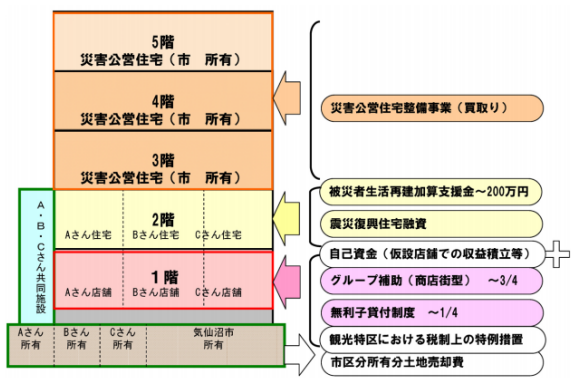 5階
災害公営住宅（市　所有）
4階
災害公営住宅（市　所有）
3階
災害公営住宅（市　所有）
2階
Aさん住宅
Bさん住宅
Cさん住宅
1階
Aさん店舗
Bさん店舗
Cさん店舗
A・B・Cさん共同施設
Aさん
所有
Bさん
所有
Cさん
所有
気仙沼市
所有
災害公営住宅整備事業（買取り）
被災者生活再建加算支援金～200万円
震災復興住宅融資
自己資金（仮設店舗での収益積立等）
グループ補助（商店街型）　～3/4
無利子貸付制度　～1/4
観光特区における税制上の特例措置
市区分所有分土地売却費